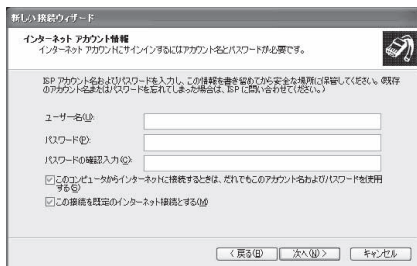 新しい接続ウィザード
インターネット アカウント情報
インターネット アカウントにサインインするにはアカウント名とパスワードが必要です。
ISP アカウント名およびパスワードを入力し、この情報を書き留めてから安全な場所に保管してください。(既存
のアカウント名またはパスワードを忘れてしまった場合は、ISP に問い合わせてください。)
ユーザー名(U):
パスワード(P):
パスワードの確認入力(C):
このコンピュータからインターネットに接続するときは、だれでもこのアカウント名およびパスワードを使用
する(S)
この接続を既定のインターネット接続とする(M)
< 戻る(B)
次へ(N) >
キャンセル